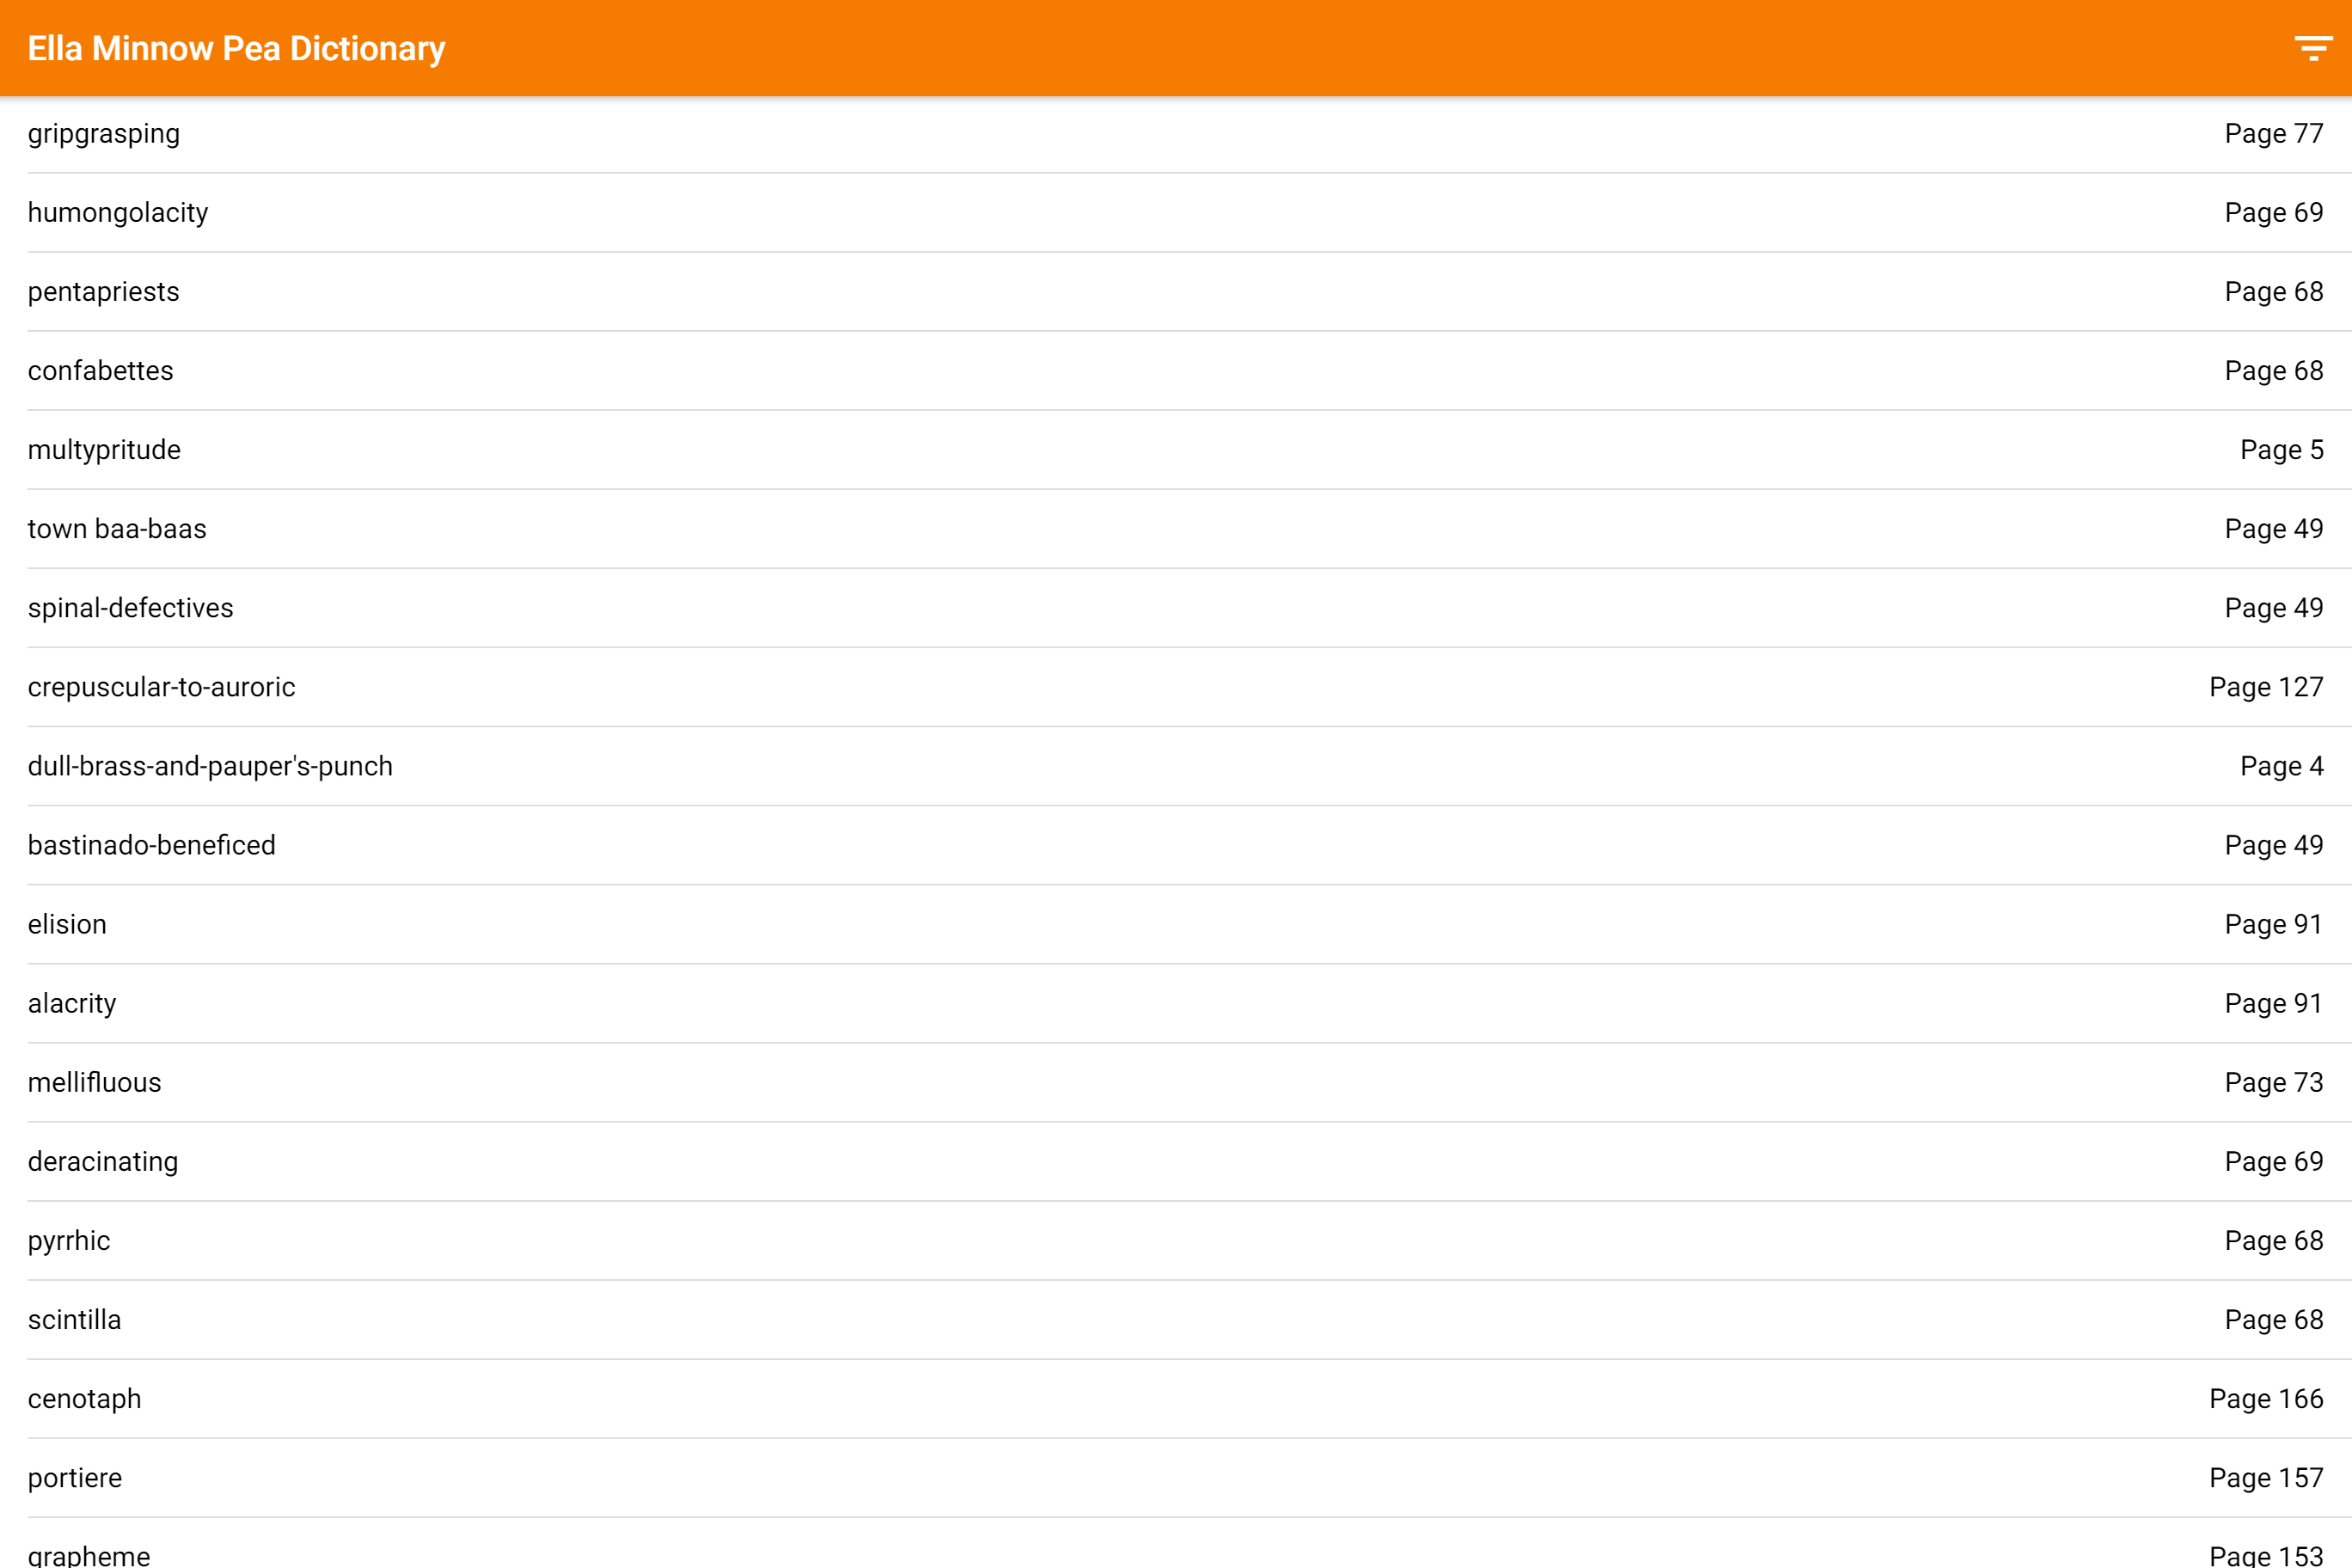 Ella Minnow Pea Dictionary
gripgrasping Page 77
humongolacity Page 69
pentapriests Page 68
confabettes Page 68
multypritude Page 5
town baa-baas Page 49
spinal-defectives Page 49
crepuscular-to-auroric Page 127
dull-brass-and-pauper's-punch Page 4
bastinado-beneficed Page 49
elision Page 91
alacrity Page 91
mellifluous Page 73
deracinating Page 69
pyrrhic Page 68
scintilla Page 68
cenotaph Page 166
portiere Page 157
grapheme Page 153